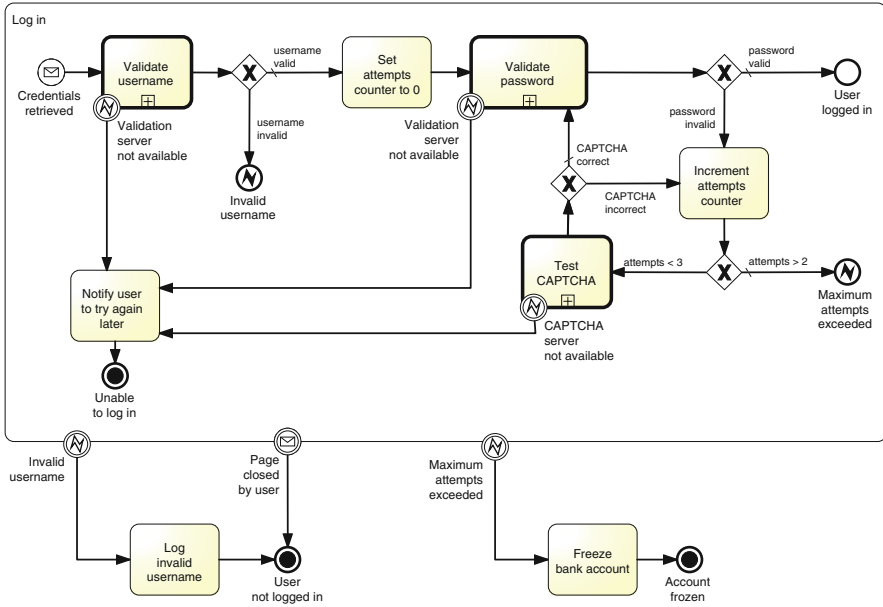 Log in
Credentials
retrieved
Validate
username
Validation
server
not available
username
valid
username
invalid
Invalid
username
Set
attempts
counter to 0
Validate
password
Validation
server
not available
password
valid
User
logged in
password
invalid
CAPTCHA
correct
CAPTCHA
incorrect
Increment
attempts
counter
attempts < 3
attempts > 2
Maximum
attempts
exceeded
Test
CAPTCHA
CAPTCHA
server
not available
Notify user
to try again
later
Unable
to log in
Invalid
username
Page
closed
by user
Maximum
attempts
exceeded
Log
invalid
username
User
not logged in
Freeze
bank account
Account
frozen